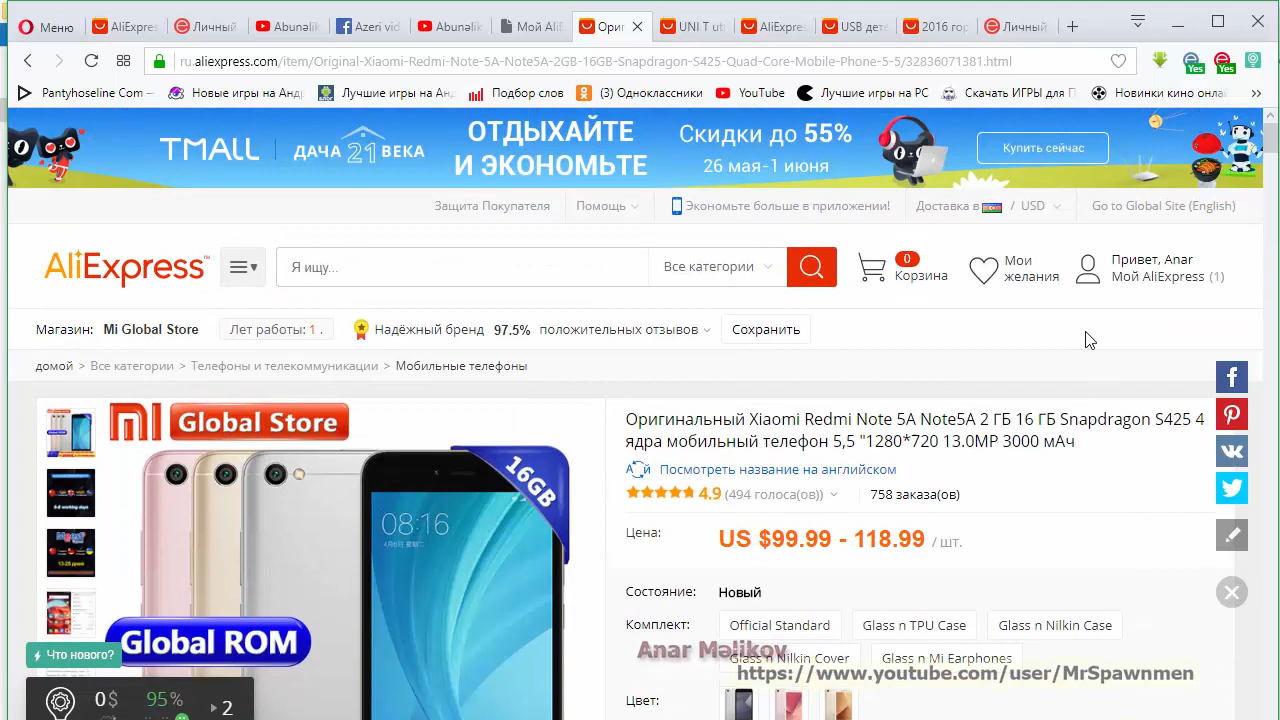 Меню
AliExpres
Личный
Abunəlik
Azeri vid
Abunəlik
Мой AliE
Ориг
UNI T ut
AliExpres
USB дете
2016 гор
Личный
ru.aliexpress.com/item/Original-Xiaomi-Redmi-Note-5A-Note5A-2GB-16GB-Snapdragon-S425-Quad-Core-Mobile-Phone-5-5/32836071381.html
Yes
Yes
Pantyhoseline Com —
Новые игры на Андр
Лучшие игры на Анд
Подбор слов
(3) Одноклассники
YouTube
Лучшие игры на PC
Скачать ИГРЫ для П
Новинки кино онла
TMALL
ДАЧА 21 ВЕКА
ОТДЫХАЙТЕ
И ЭКОНОМЬТЕ
Скидки до 55%
26 мая-1 июня
Купить сейчас
Защита Покупателя
Помощь
Экономьте больше в приложении!
Доставка в / USD
Go to Global Site (English)
AliExpress™
Я ищу...
Все категории
0
Корзина
Мои
желания
Привет, Anar
Мой AliExpress (1)
Магазин: Mi Global Store
Лет работы: 1 .
Надёжный бренд 97.5% положительных отзывов
Сохранить
домой > Все категории > Телефоны и телекоммуникации > Мобильные телефоны
MI Global Store
16GB
08:16
Global ROM
Оригинальный Xiaomi Redmi Note 5A Note5A 2 ГБ 16 ГБ Snapdragon S425 4
ядра мобильный телефон 5,5 "1280*720 13.0MP 3000 мАч
Посмотреть название на английском
4.9 (494 голоса(ов)) 758 заказа(ов)
Цена: US $99.99 - 118.99 / шт.
Состояние: Новый
Комплект: Official Standard Glass n TPU Case Glass n Nilkin Case
Glass n Nilkin Cover Glass n Mi Earphones
Anar Məlikov
https://www.youtube.com/user/MrSpawnmen
Цвет:
Что нового?
0$ 95% 2